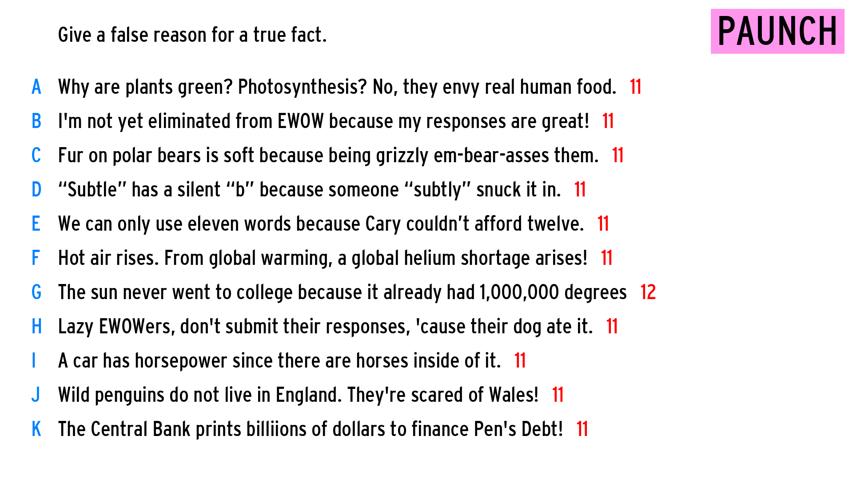 Give a false reason for a true fact.
PAUNCH
A Why are plants green? Photosynthesis? No, they envy real human food. 11
B I'm not yet eliminated from EWOW because my responses are great! 11
C Fur on polar bears is soft because being grizzly em-bear-asses them. 11
D “Subtle” has a silent “b” because someone “subtly” snuck it in. 11
E We can only use eleven words because Cary couldn’t afford twelve. 11
F Hot air rises. From global warming, a global helium shortage arises! 11
G The sun never went to college because it already had 1,000,000 degrees 12
H Lazy EWOWers, don't submit their responses, 'cause their dog ate it. 11
I A car has horsepower since there are horses inside of it. 11
J Wild penguins do not live in England. They're scared of Wales! 11
K The Central Bank prints billiions of dollars to finance Pen's Debt! 11